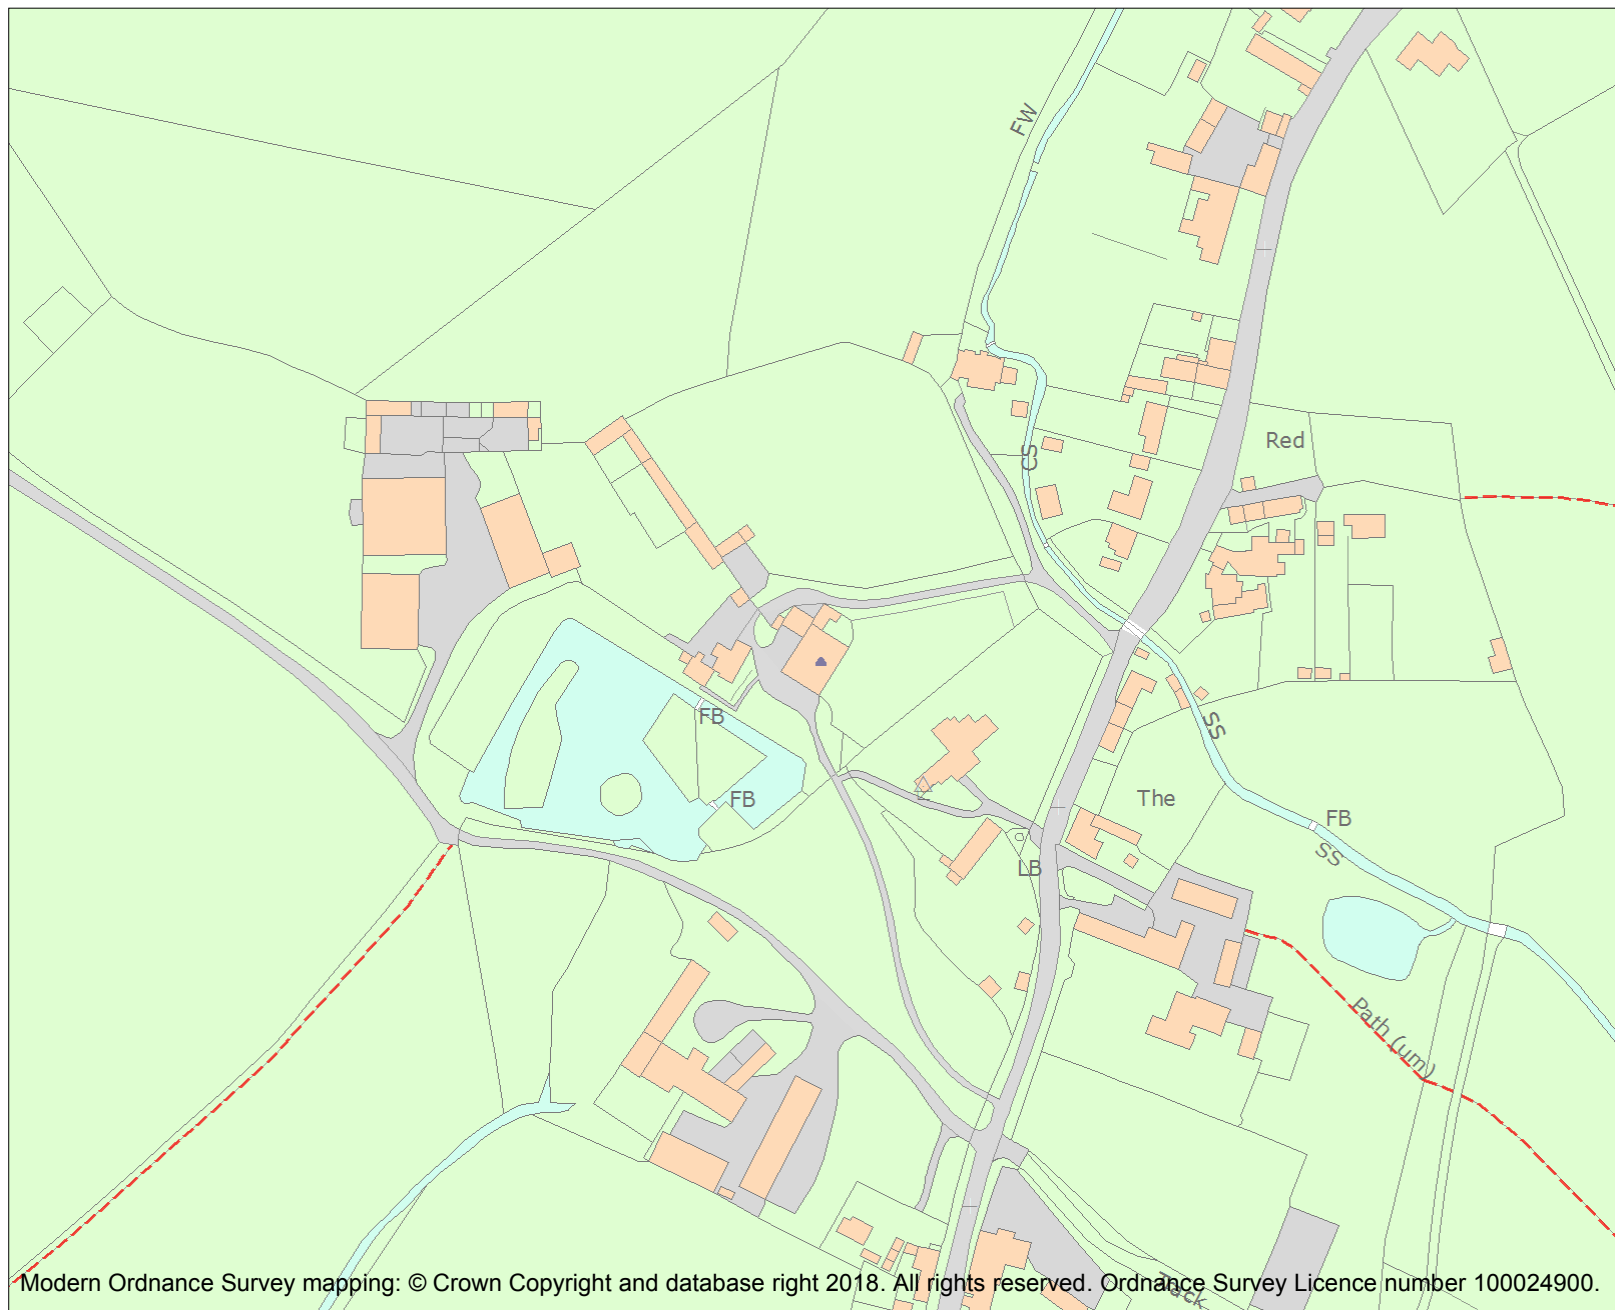 FW
Red
CS
FB
SS
FB
The
FB
SS
LB
Path (um)
Track
Modern Ordnance Survey mapping: © Crown Copyright and database right 2018. All rights reserved. Ordnance Survey Licence number 100024900.